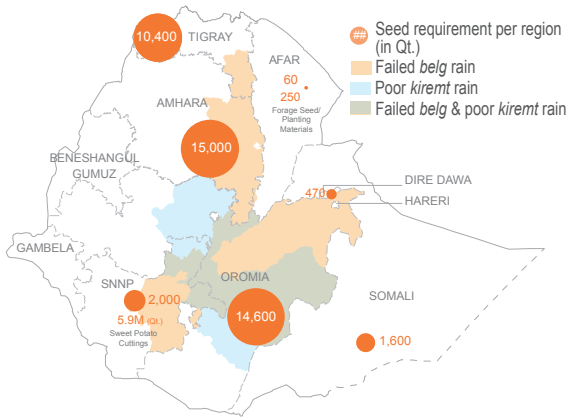 10,400
TIGRAY
## Seed requirement per region
(in Qt.)
Failed belg rain
Poor kiremt rain
Failed belg & poor kiremt rain
AFAR
60
250
Forage Seed/
Planting
Materials
AMHARA
15,000
BENESHANGUL
GUMUZ
DIRE DAWA
470
HARERI
GAMBELA
SNNP
OROMIA
2,000
5.9M (Qt.)
Sweet Potato
Cuttings
14,600
SOMALI
1,600